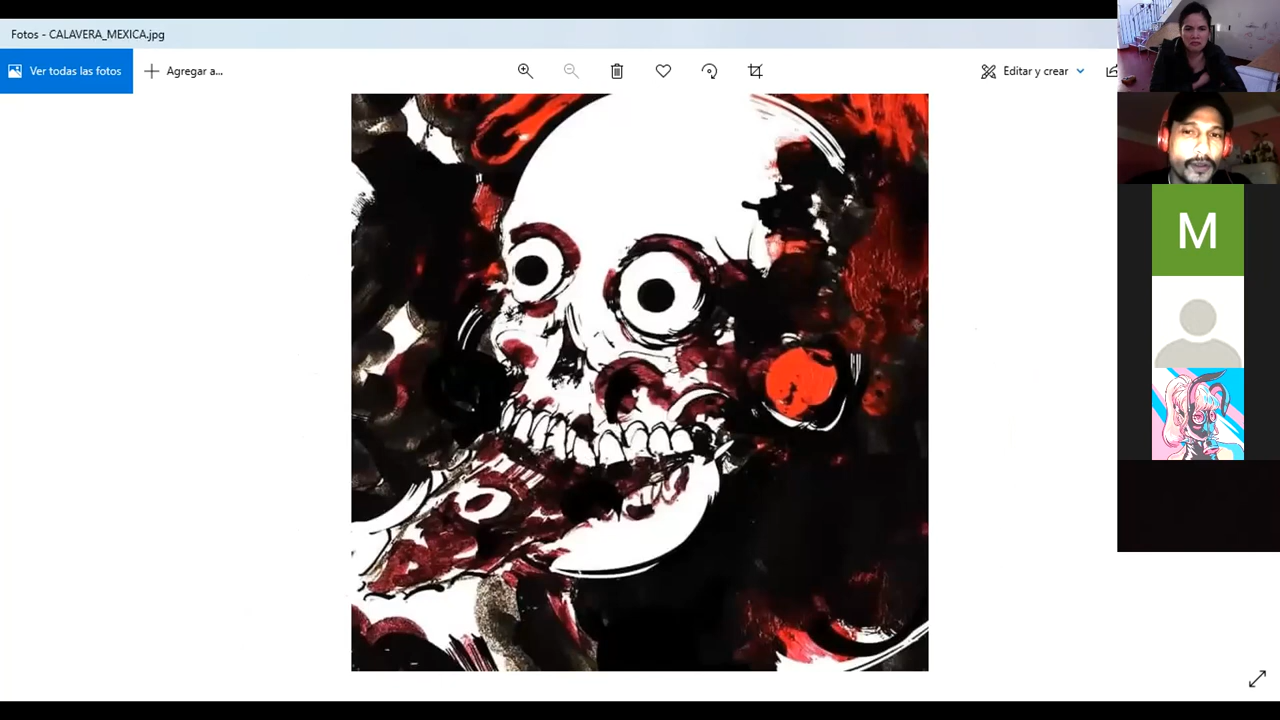 Fotos - CALAVERA_MEXICA.jpg
Ver todas las fotos
Agregar a...
Editar y crear
M